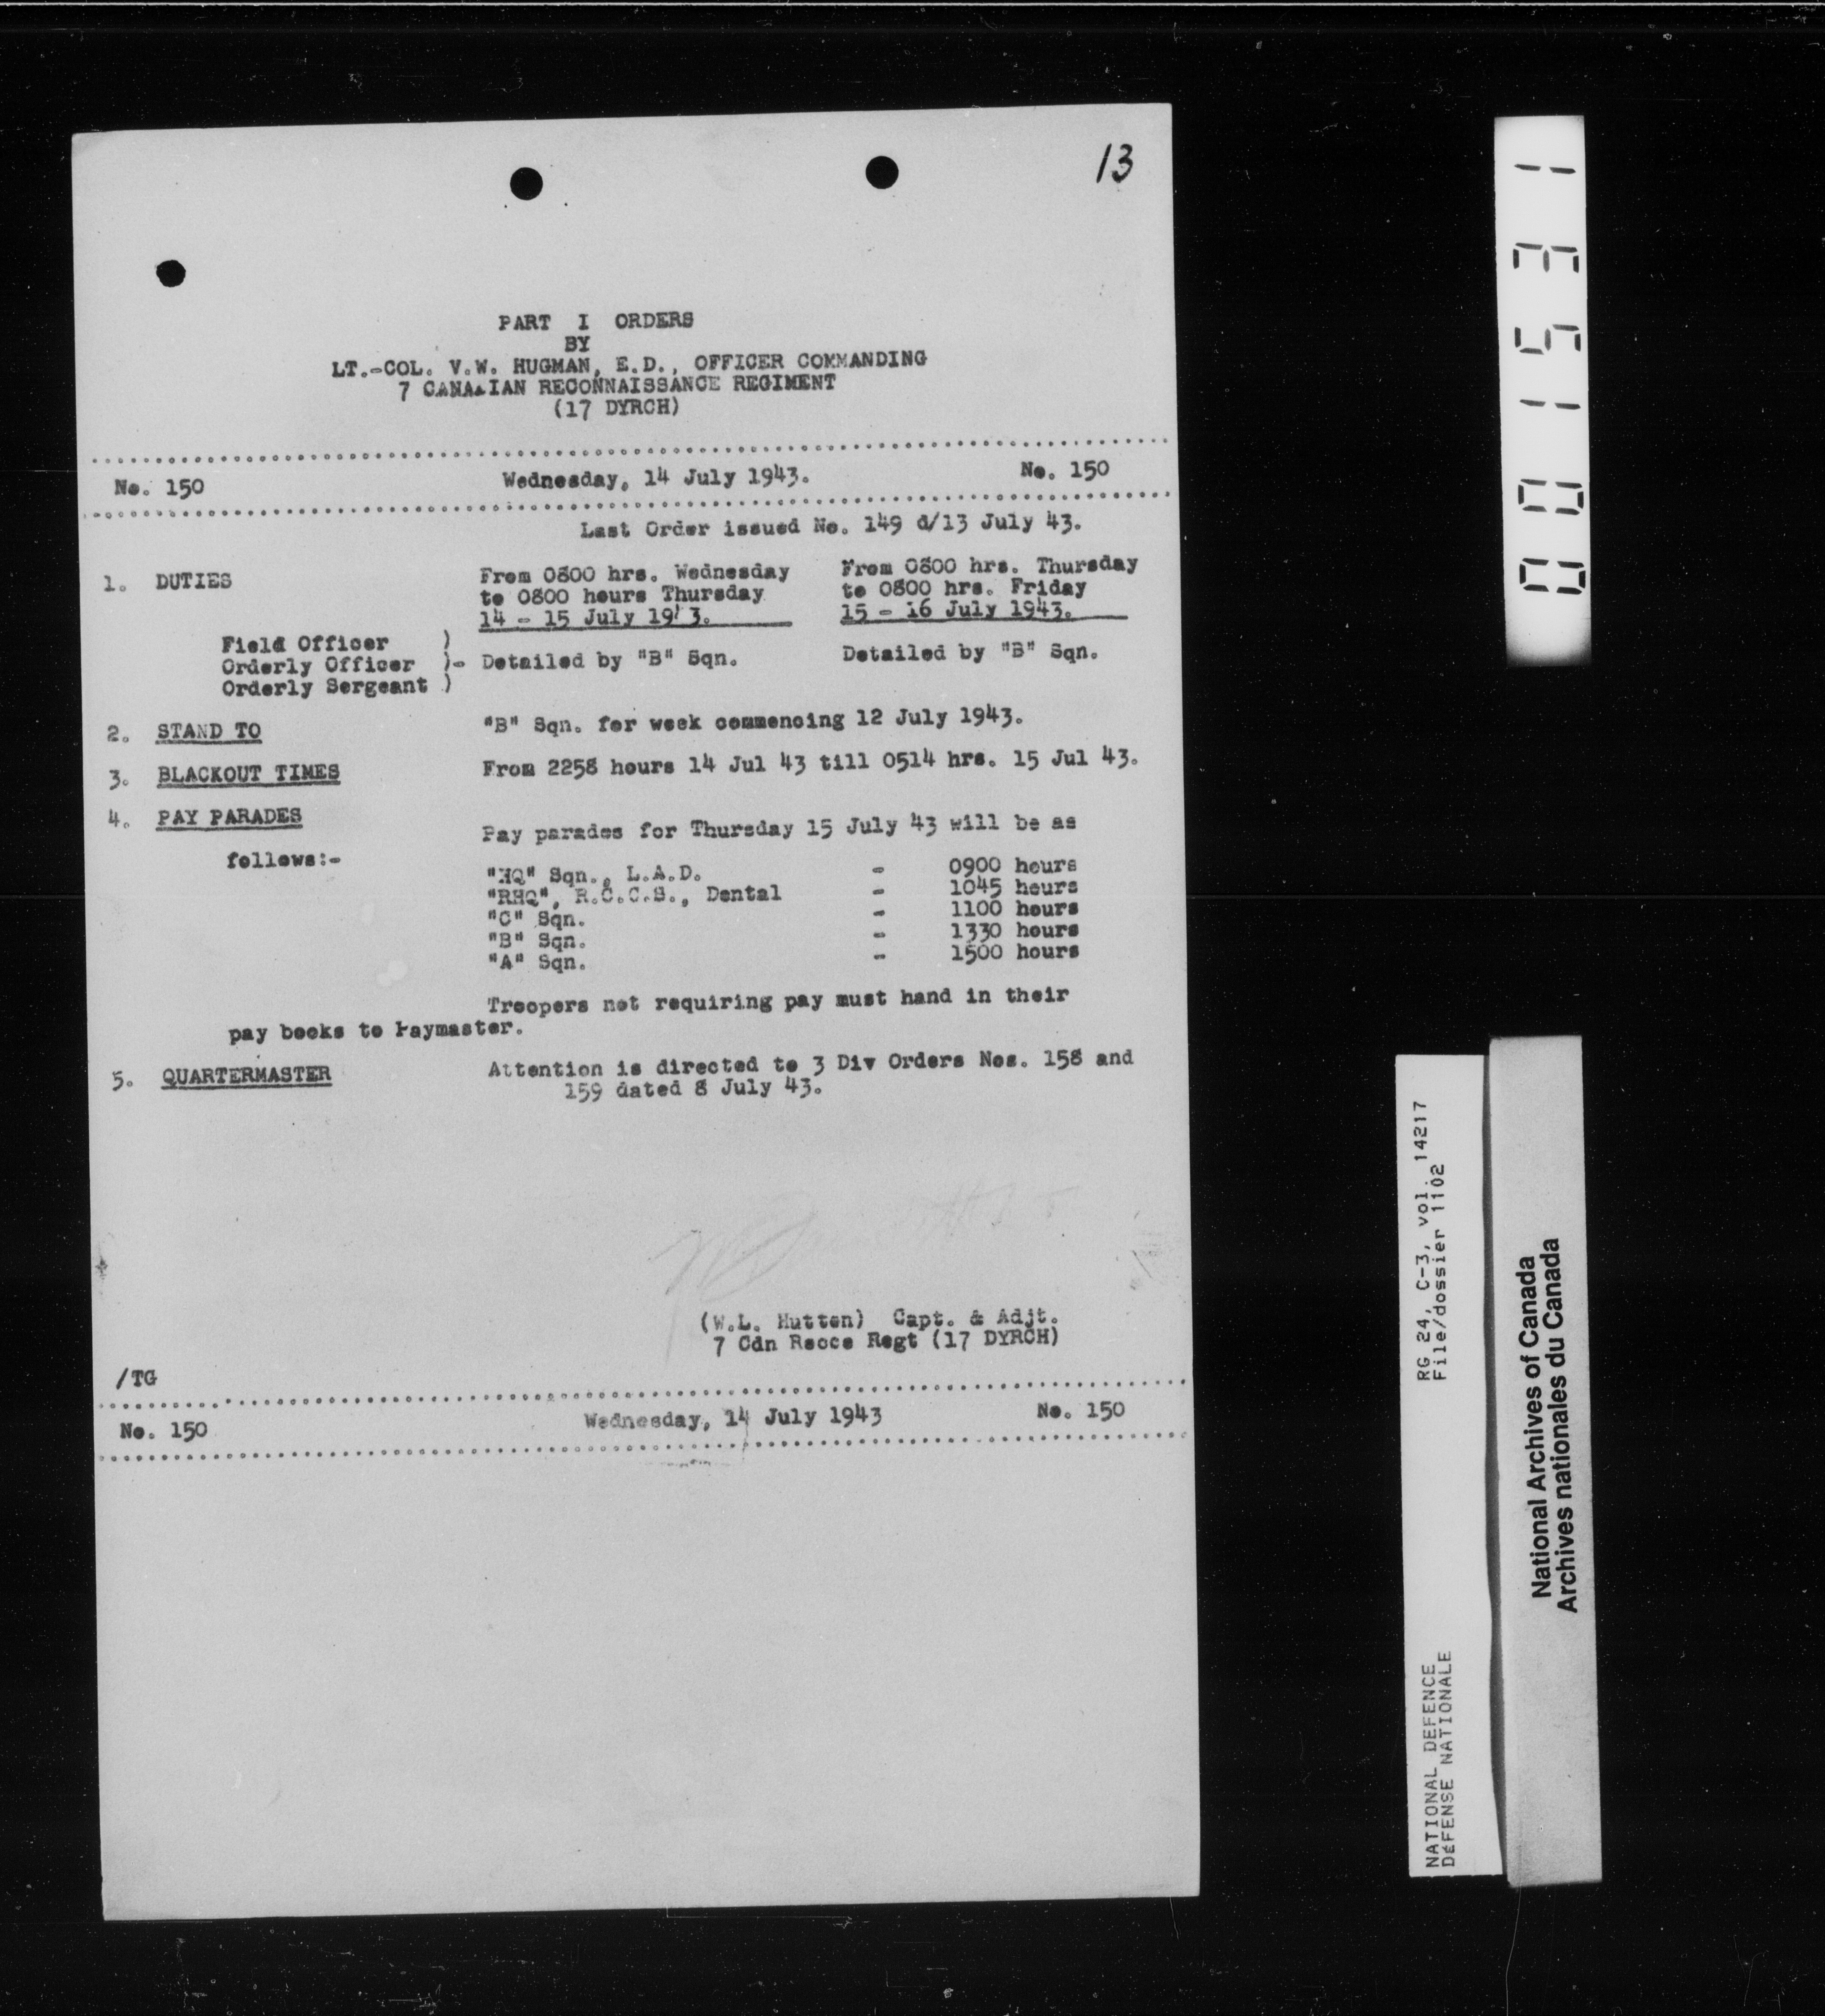 13
PART I ORDERS
BY
LT.-COL. V.W. HUGMAN, E.D., OFFICER COMMANDING
7 CANADIAN RECONNAISSANCE REGIMENT
(17 DYRCH)
No. 150 Wednesday, 14 July 1943. No. 150
Last Order issued No. 149 d/13 July 43.
1. DUTIES From 0800 hrs. Wednesday From 0800 hrs. Thursday
to 0800 hours Thursday to 0800 hrs. Friday
14 - 15 July 1943. 15 - 16 July 1943.
Field Officer )
Orderly Officer )- Detailed by "B" Sqn. Detailed by "B" Sqn.
Orderly Sergeant )
2. STAND TO "B" Sqn. for week commencing 12 July 1943.
3. BLACKOUT TIMES From 2258 hours 14 Jul 43 till 0514 hrs. 15 Jul 43.
4. PAY PARADES
Pay parades for Thursday 15 July 43 will be as
follows:-
"HQ" Sqn., L.A.D. - 0900 hours
"RHQ", R.C.C.S., Dental - 1045 hours
"C" Sqn. - 1100 hours
"B" Sqn. - 1330 hours
"A" Sqn. - 1500 hours
Troopers not requiring pay must hand in their
pay books to Paymaster.
5. QUARTERMASTER Attention is directed to 3 Div Orders Nos. 158 and
159 dated 8 July 43.
(W.L. Hutton) Capt. & Adjt.
7 Cdn Recce Regt (17 DYRCH)
/TG
No. 150 Wednesday, 14 July 1943 No. 150
001531
RG 24, C-3, vol. 14217
File/dossier 1102
NATIONAL DEFENCE
DÉFENSE NATIONALE
National Archives of Canada
Archives nationales du Canada